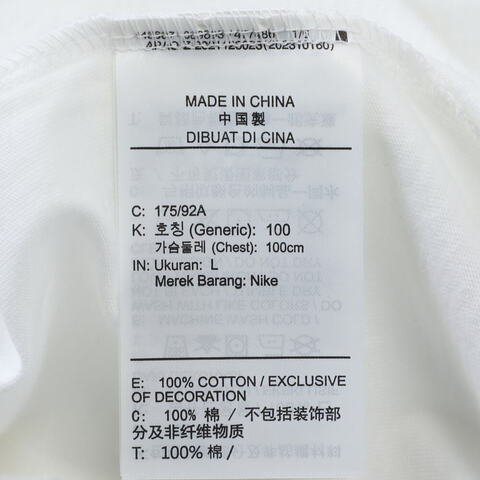 MADE IN CHINA
中国製
DIBUAT DI CINA
C: 175/92A
K: 호칭 (Generic): 100
가슴둘레 (Chest): 100cm
IN: Ukuran: L
Merek Barang: Nike
E: 100% COTTON / EXCLUSIVE
OF DECORATION
C: 100% 棉 / 不包括装饰部
分及非纤维物质
T: 100% 棉 /